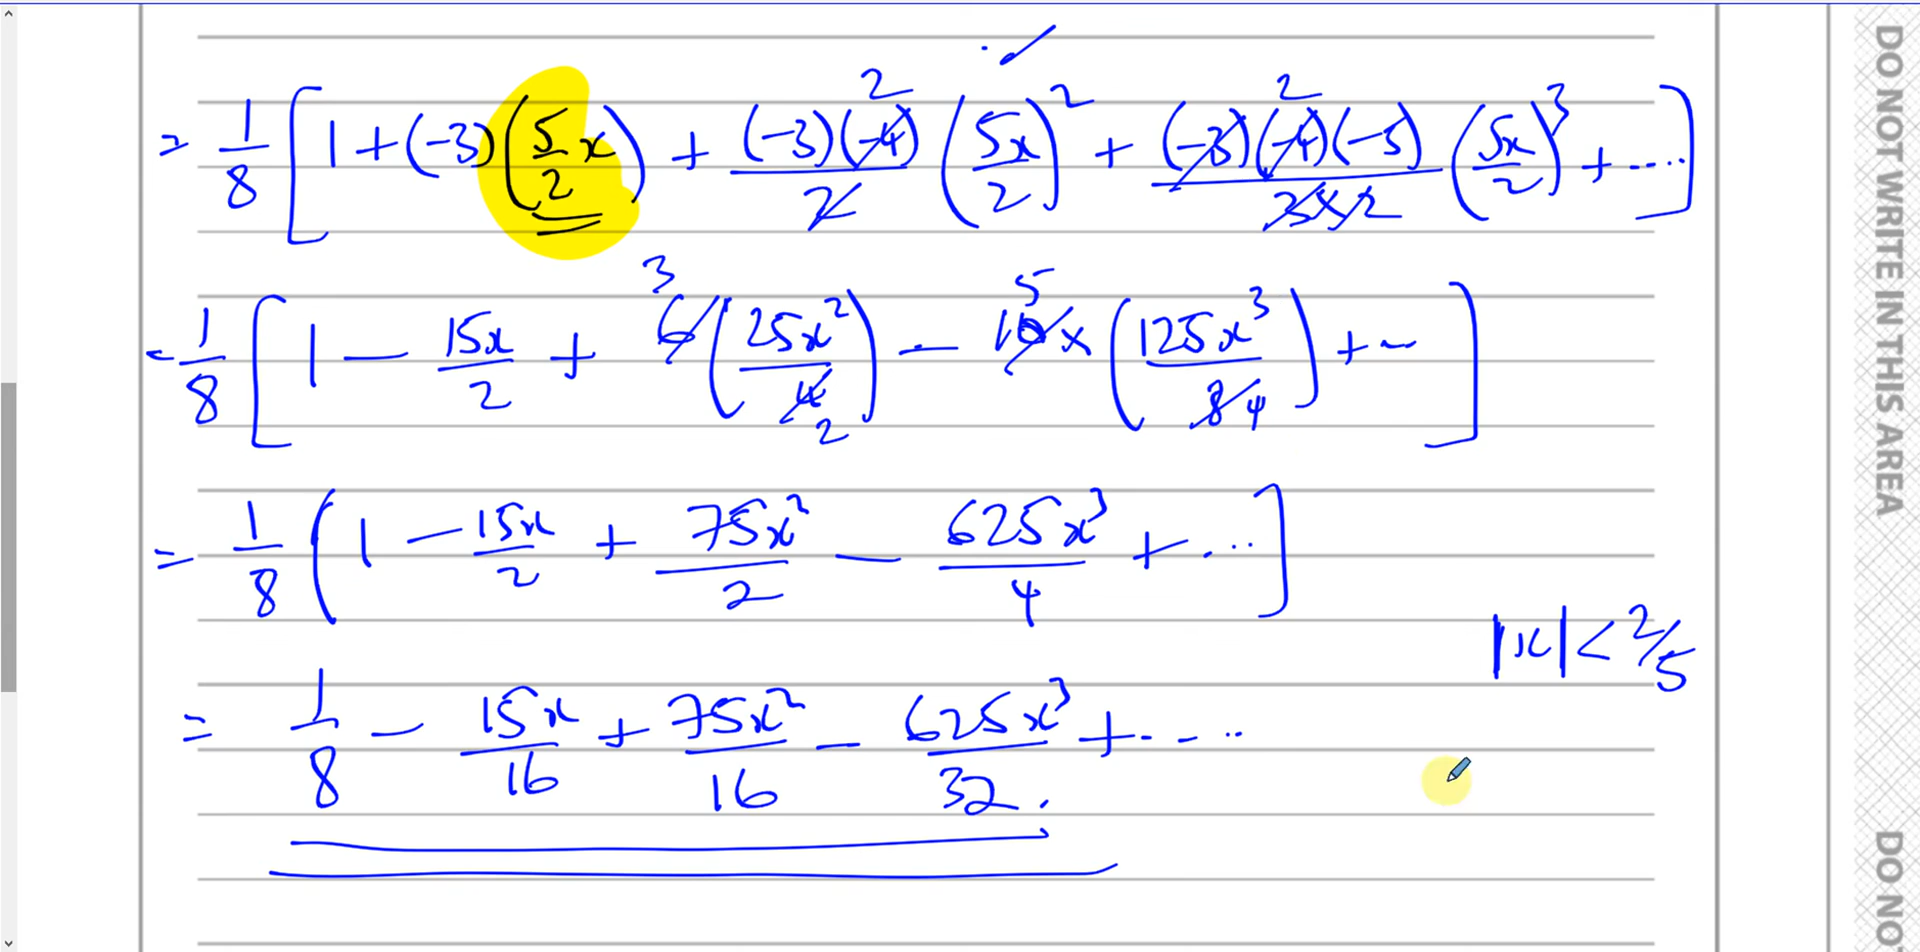 = 1/8 [ 1 + (-3)(5/2 x) + (-3)(-4)/2 (5x/2)^2 + (-3)(-4)(-5)/3×2 (5x/2)^3 + .... ]
= 1/8 [ 1 - 15x/2 + 6 (25x^2/4) - 10 × (125x^3/8) + ... ]
= 1/8 ( 1 - 15x/2 + 75x^2/2 - 625x^3/4 + .... ]
|x| < 2/5
= 1/8 - 15x/16 + 75x^2/16 - 625x^3/32 + ....
DO NOT WRITE IN THIS AREA
DO NO